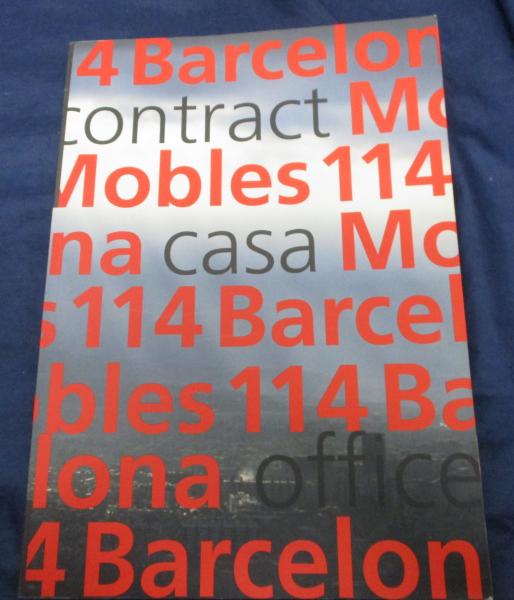 4 Barcelon
contract Mo
Mobles 114
na casa Mo
s 114 Barcel
bles 114 Ba
lona office
4 Barcelon